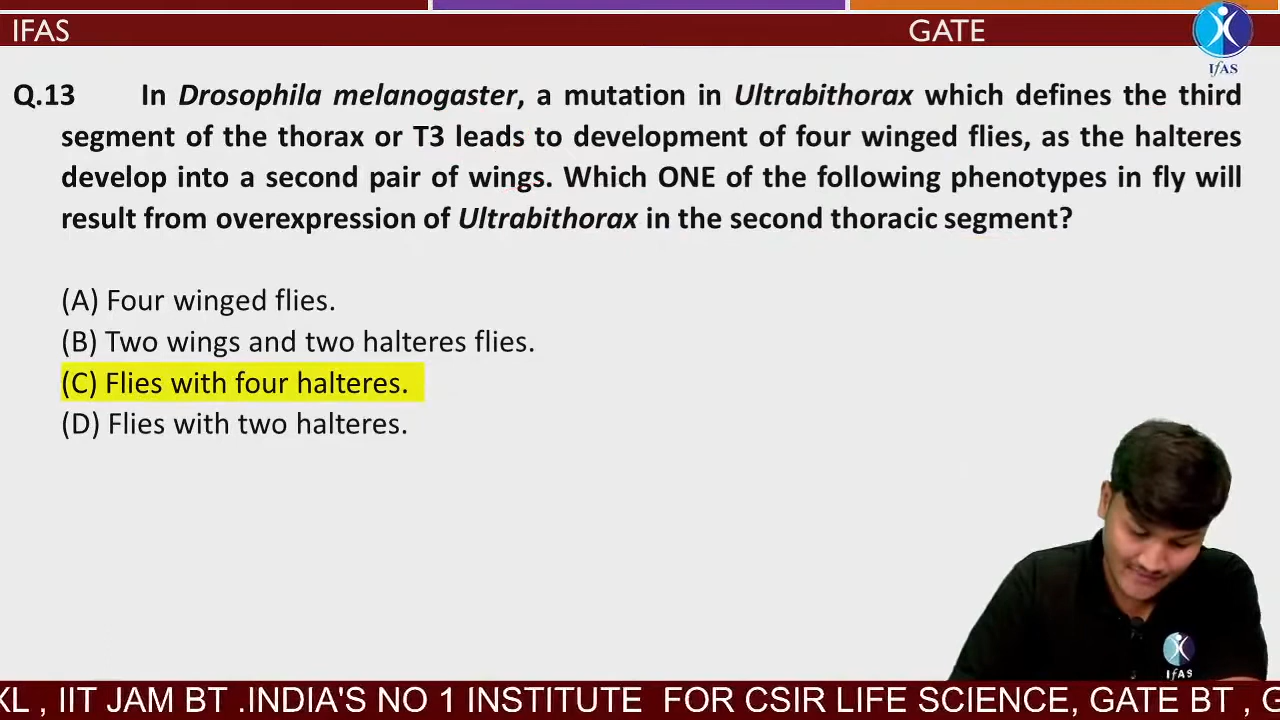 IFAS
GATE
IfAS
Q.13 In Drosophila melanogaster, a mutation in Ultrabithorax which defines the third
segment of the thorax or T3 leads to development of four winged flies, as the halteres
develop into a second pair of wings. Which ONE of the following phenotypes in fly will
result from overexpression of Ultrabithorax in the second thoracic segment?
(A) Four winged flies.
(B) Two wings and two halteres flies.
(C) Flies with four halteres.
(D) Flies with two halteres.
IfAS
XL , IIT JAM BT .INDIA'S NO 1 INSTITUTE FOR CSIR LIFE SCIENCE, GATE BT , G